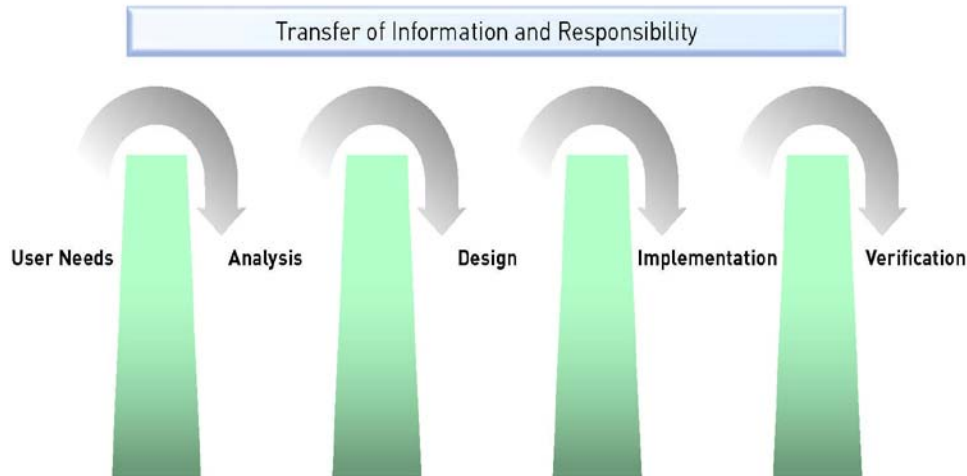 Transfer of Information and Responsibility
User Needs Analysis Design Implementation Verification